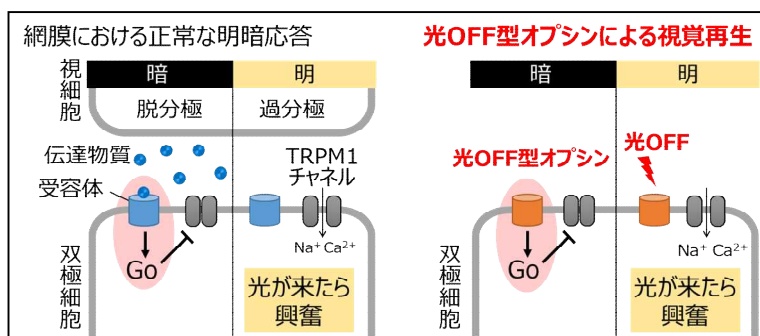 網膜における正常な明暗応答
視細胞
暗
明
脱分極
過分極
伝達物質
受容体
TRPM1
チャネル
Go
Na⁺ Ca²⁺
双極細胞
光が来たら
興奮
光OFF型オプシンによる視覚再生
暗
明
光OFF型オプシン
光OFF
Go
Na⁺ Ca²⁺
双極細胞
光が来たら
興奮